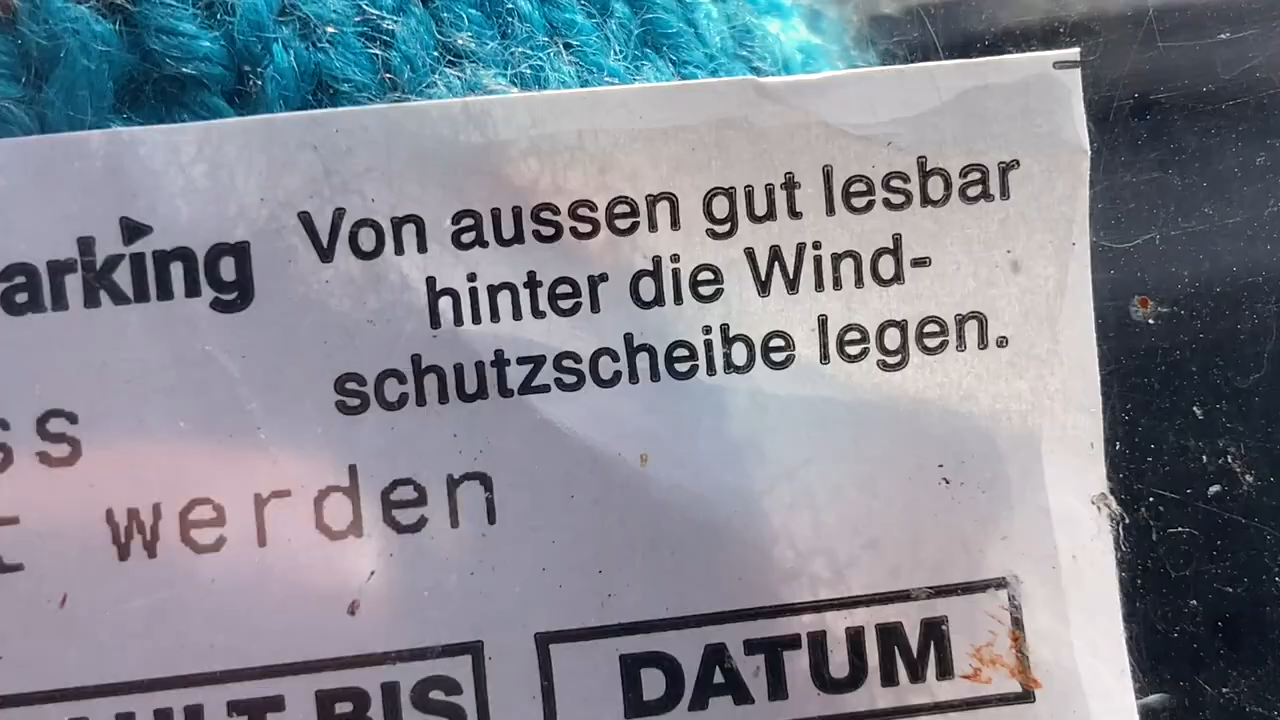 Von aussen gut lesbar
hinter die Wind-
schutzscheibe legen.
arking
ss
werden
BIS
DATUM